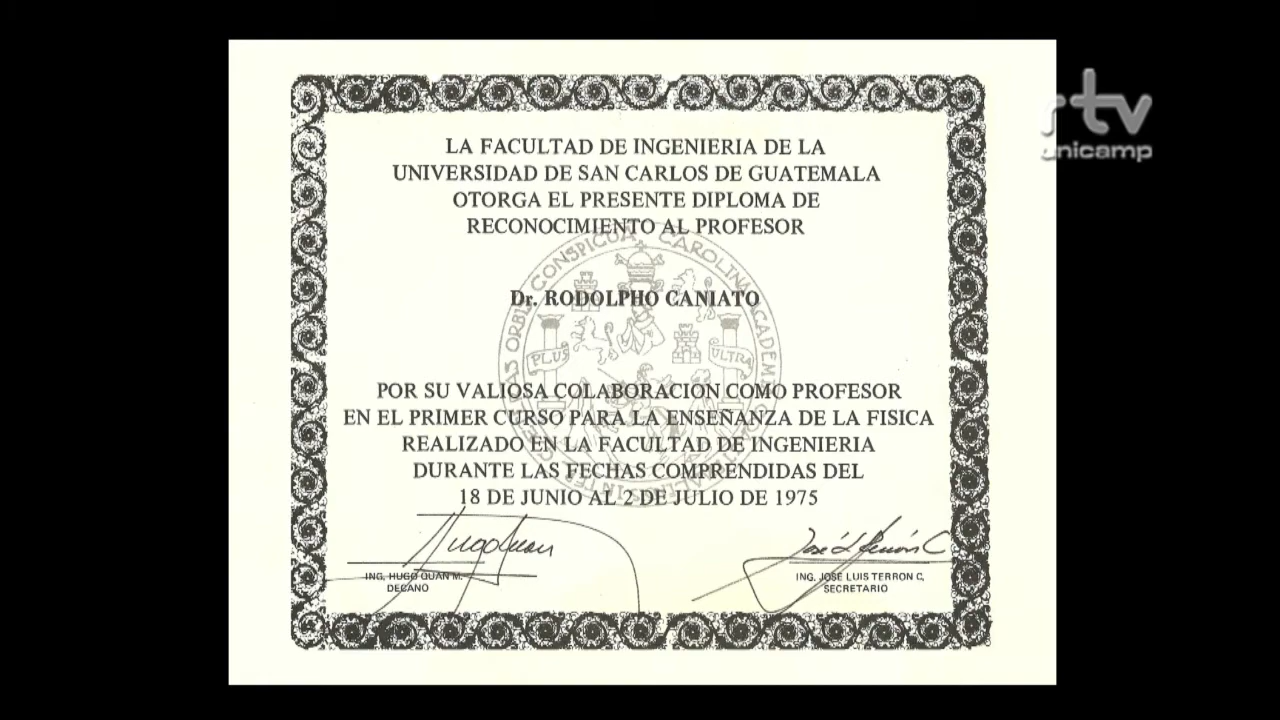 LA FACULTAD DE INGENIERIA DE LA
UNIVERSIDAD DE SAN CARLOS DE GUATEMALA
OTORGA EL PRESENTE DIPLOMA DE
RECONOCIMIENTO AL PROFESOR
Dr. RODOLPHO CANIATO
POR SU VALIOSA COLABORACION COMO PROFESOR
EN EL PRIMER CURSO PARA LA ENSEÑANZA DE LA FISICA
REALIZADO EN LA FACULTAD DE INGENIERIA
DURANTE LAS FECHAS COMPRENDIDAS DEL
18 DE JUNIO AL 2 DE JULIO DE 1975
ING. HUGO QUAN M.
DECANO
ING. JOSE LUIS TERRON C.
SECRETARIO
CONSPICUA CAROLINA ACADEMIA
PLUS ULTRA
rtv
unicamp